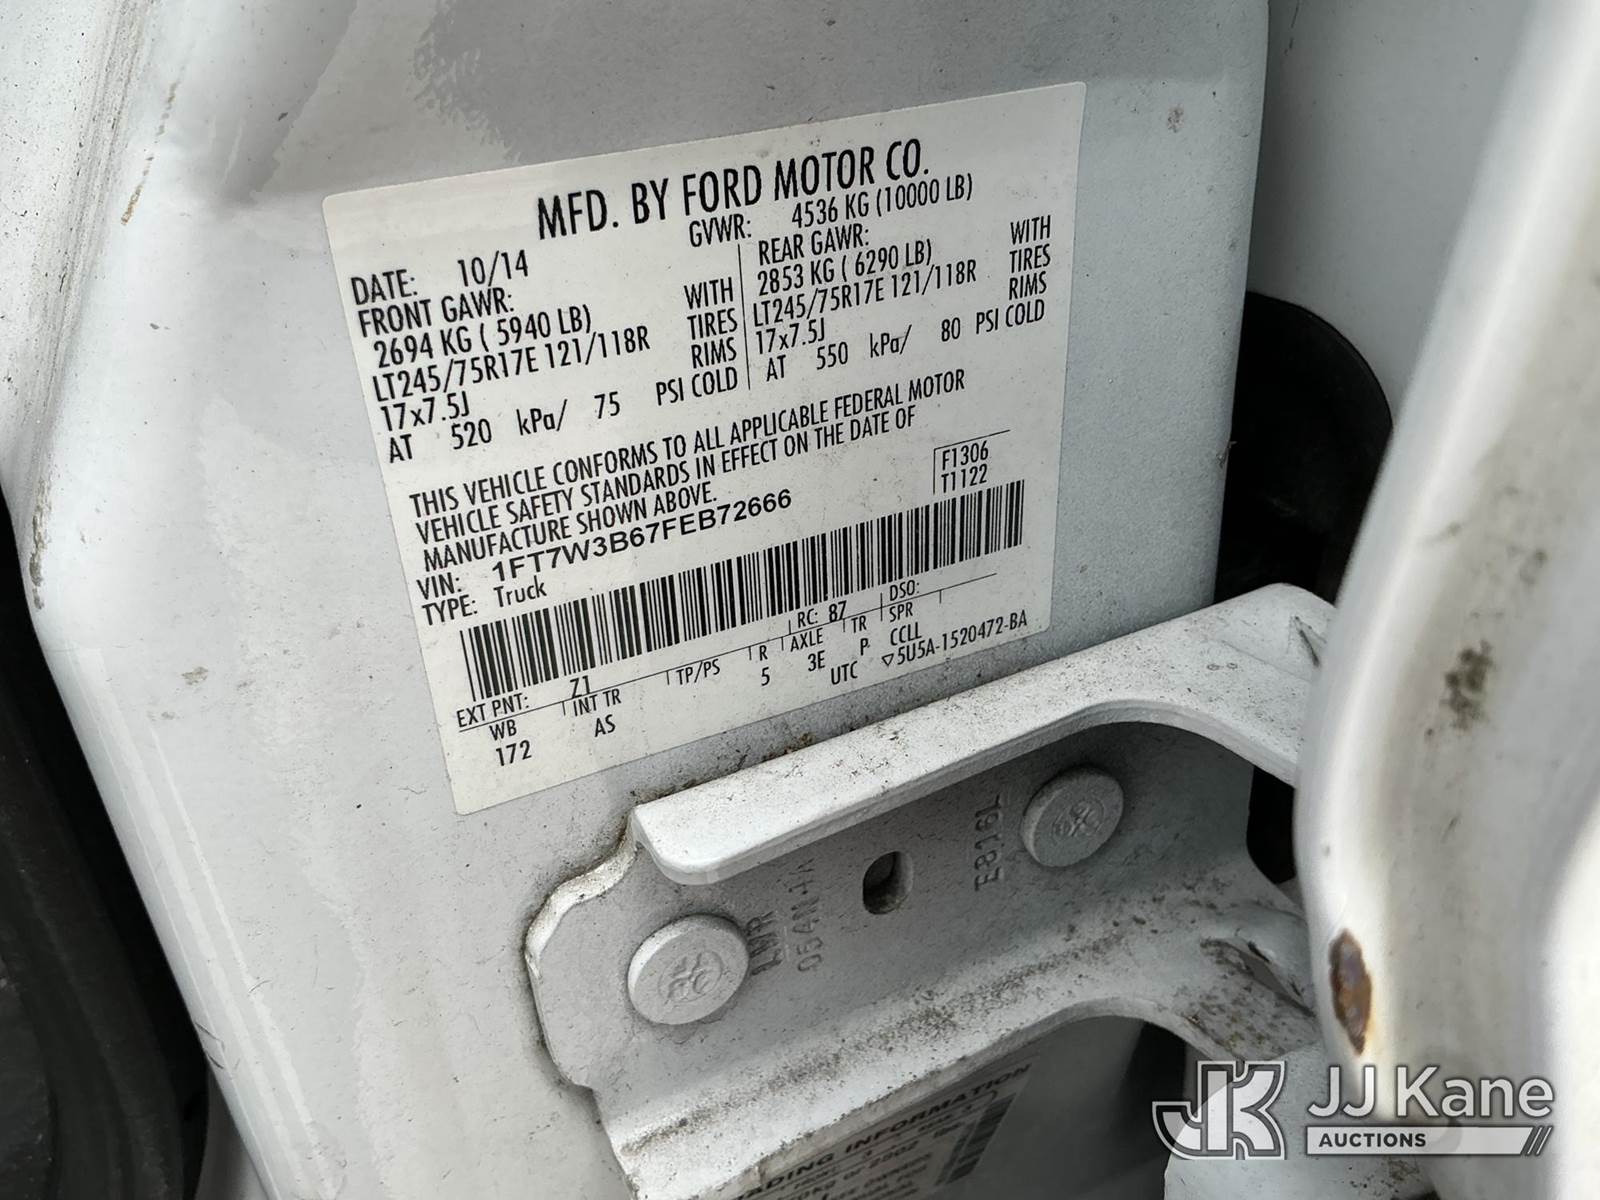 MFD. BY FORD MOTOR CO.
DATE: 10/14 GVWR: 4536 KG (10000 LB)
FRONT GAWR: REAR GAWR:
2694 KG ( 5940 LB) WITH 2853 KG ( 6290 LB) WITH
LT245/75R17E 121/118R TIRES LT245/75R17E 121/118R TIRES
17x7.5J RIMS 17x7.5J RIMS
AT 520 kPa/ 75 PSI COLD AT 550 kPa/ 80 PSI COLD
THIS VEHICLE CONFORMS TO ALL APPLICABLE FEDERAL MOTOR
VEHICLE SAFETY STANDARDS IN EFFECT ON THE DATE OF
MANUFACTURE SHOWN ABOVE.
F1306
T1122
VIN: 1FT7W3B67FEB72666
TYPE: Truck
EXT PNT: Z1 RC: 87 DSO:
WB INT TR TP/PS R AXLE TR SPR
172 AS 5 3E P CCLL
UTC ▽5U5A-1520472-BA
E816L
LWR
INFORMATION
JJ Kane
AUCTIONS